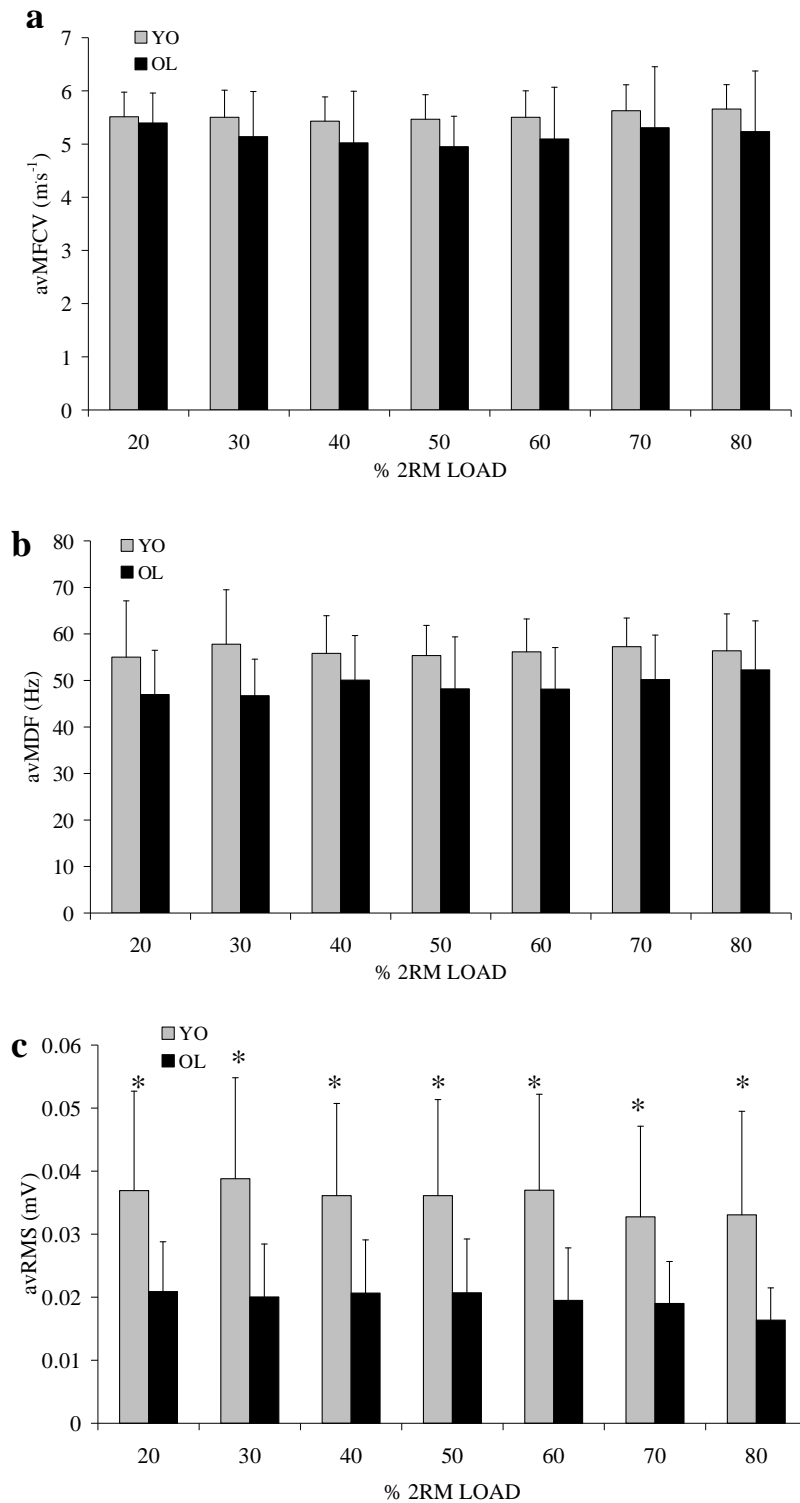 a
7
6
5
4
3
2
1
0
avMFCV (m·s⁻¹)
YO
OL
20 30 40 50 60 70 80
% 2RM LOAD
b
80
70
60
50
40
30
20
10
0
avMDF (Hz)
YO
OL
20 30 40 50 60 70 80
% 2RM LOAD
c
0.06
0.05
0.04
0.03
0.02
0.01
0
avRMS (mV)
YO
OL
* * * * * * *
20 30 40 50 60 70 80
% 2RM LOAD